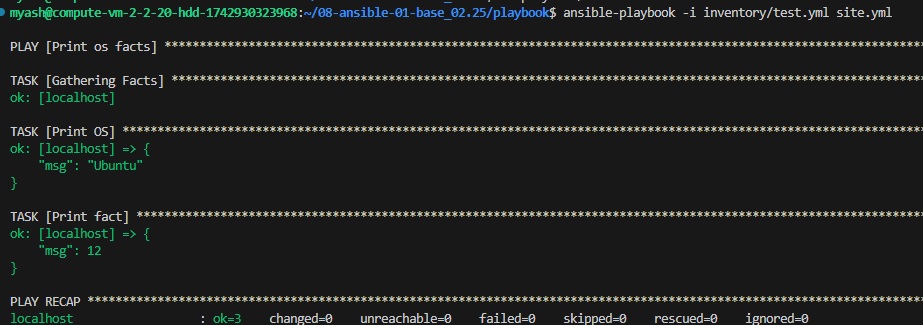 myash@compute-vm-2-2-20-hdd-1742930323968:~/08-ansible-01-base_02.25/playbook$ ansible-playbook -i inventory/test.yml site.yml
PLAY [Print os facts] ****************************************************************************************************
TASK [Gathering Facts] ***************************************************************************************************
ok: [localhost]
TASK [Print OS] **********************************************************************************************************
ok: [localhost] => {
    "msg": "Ubuntu"
}
TASK [Print fact] ********************************************************************************************************
ok: [localhost] => {
    "msg": 12
}
PLAY RECAP ***************************************************************************************************************
localhost                  : ok=3    changed=0    unreachable=0    failed=0    skipped=0    rescued=0    ignored=0